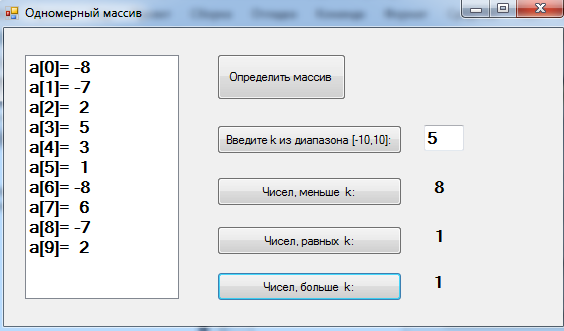 Одномерный массив
a[0]= -8
a[1]= -7
a[2]=  2
a[3]=  5
a[4]=  3
a[5]=  1
a[6]= -8
a[7]=  6
a[8]= -7
a[9]=  2
Определить массив
Введите k из диапазона [-10,10]: 5
Чисел, меньше  k: 8
Чисел, равных  k: 1
Чисел, больше  k: 1